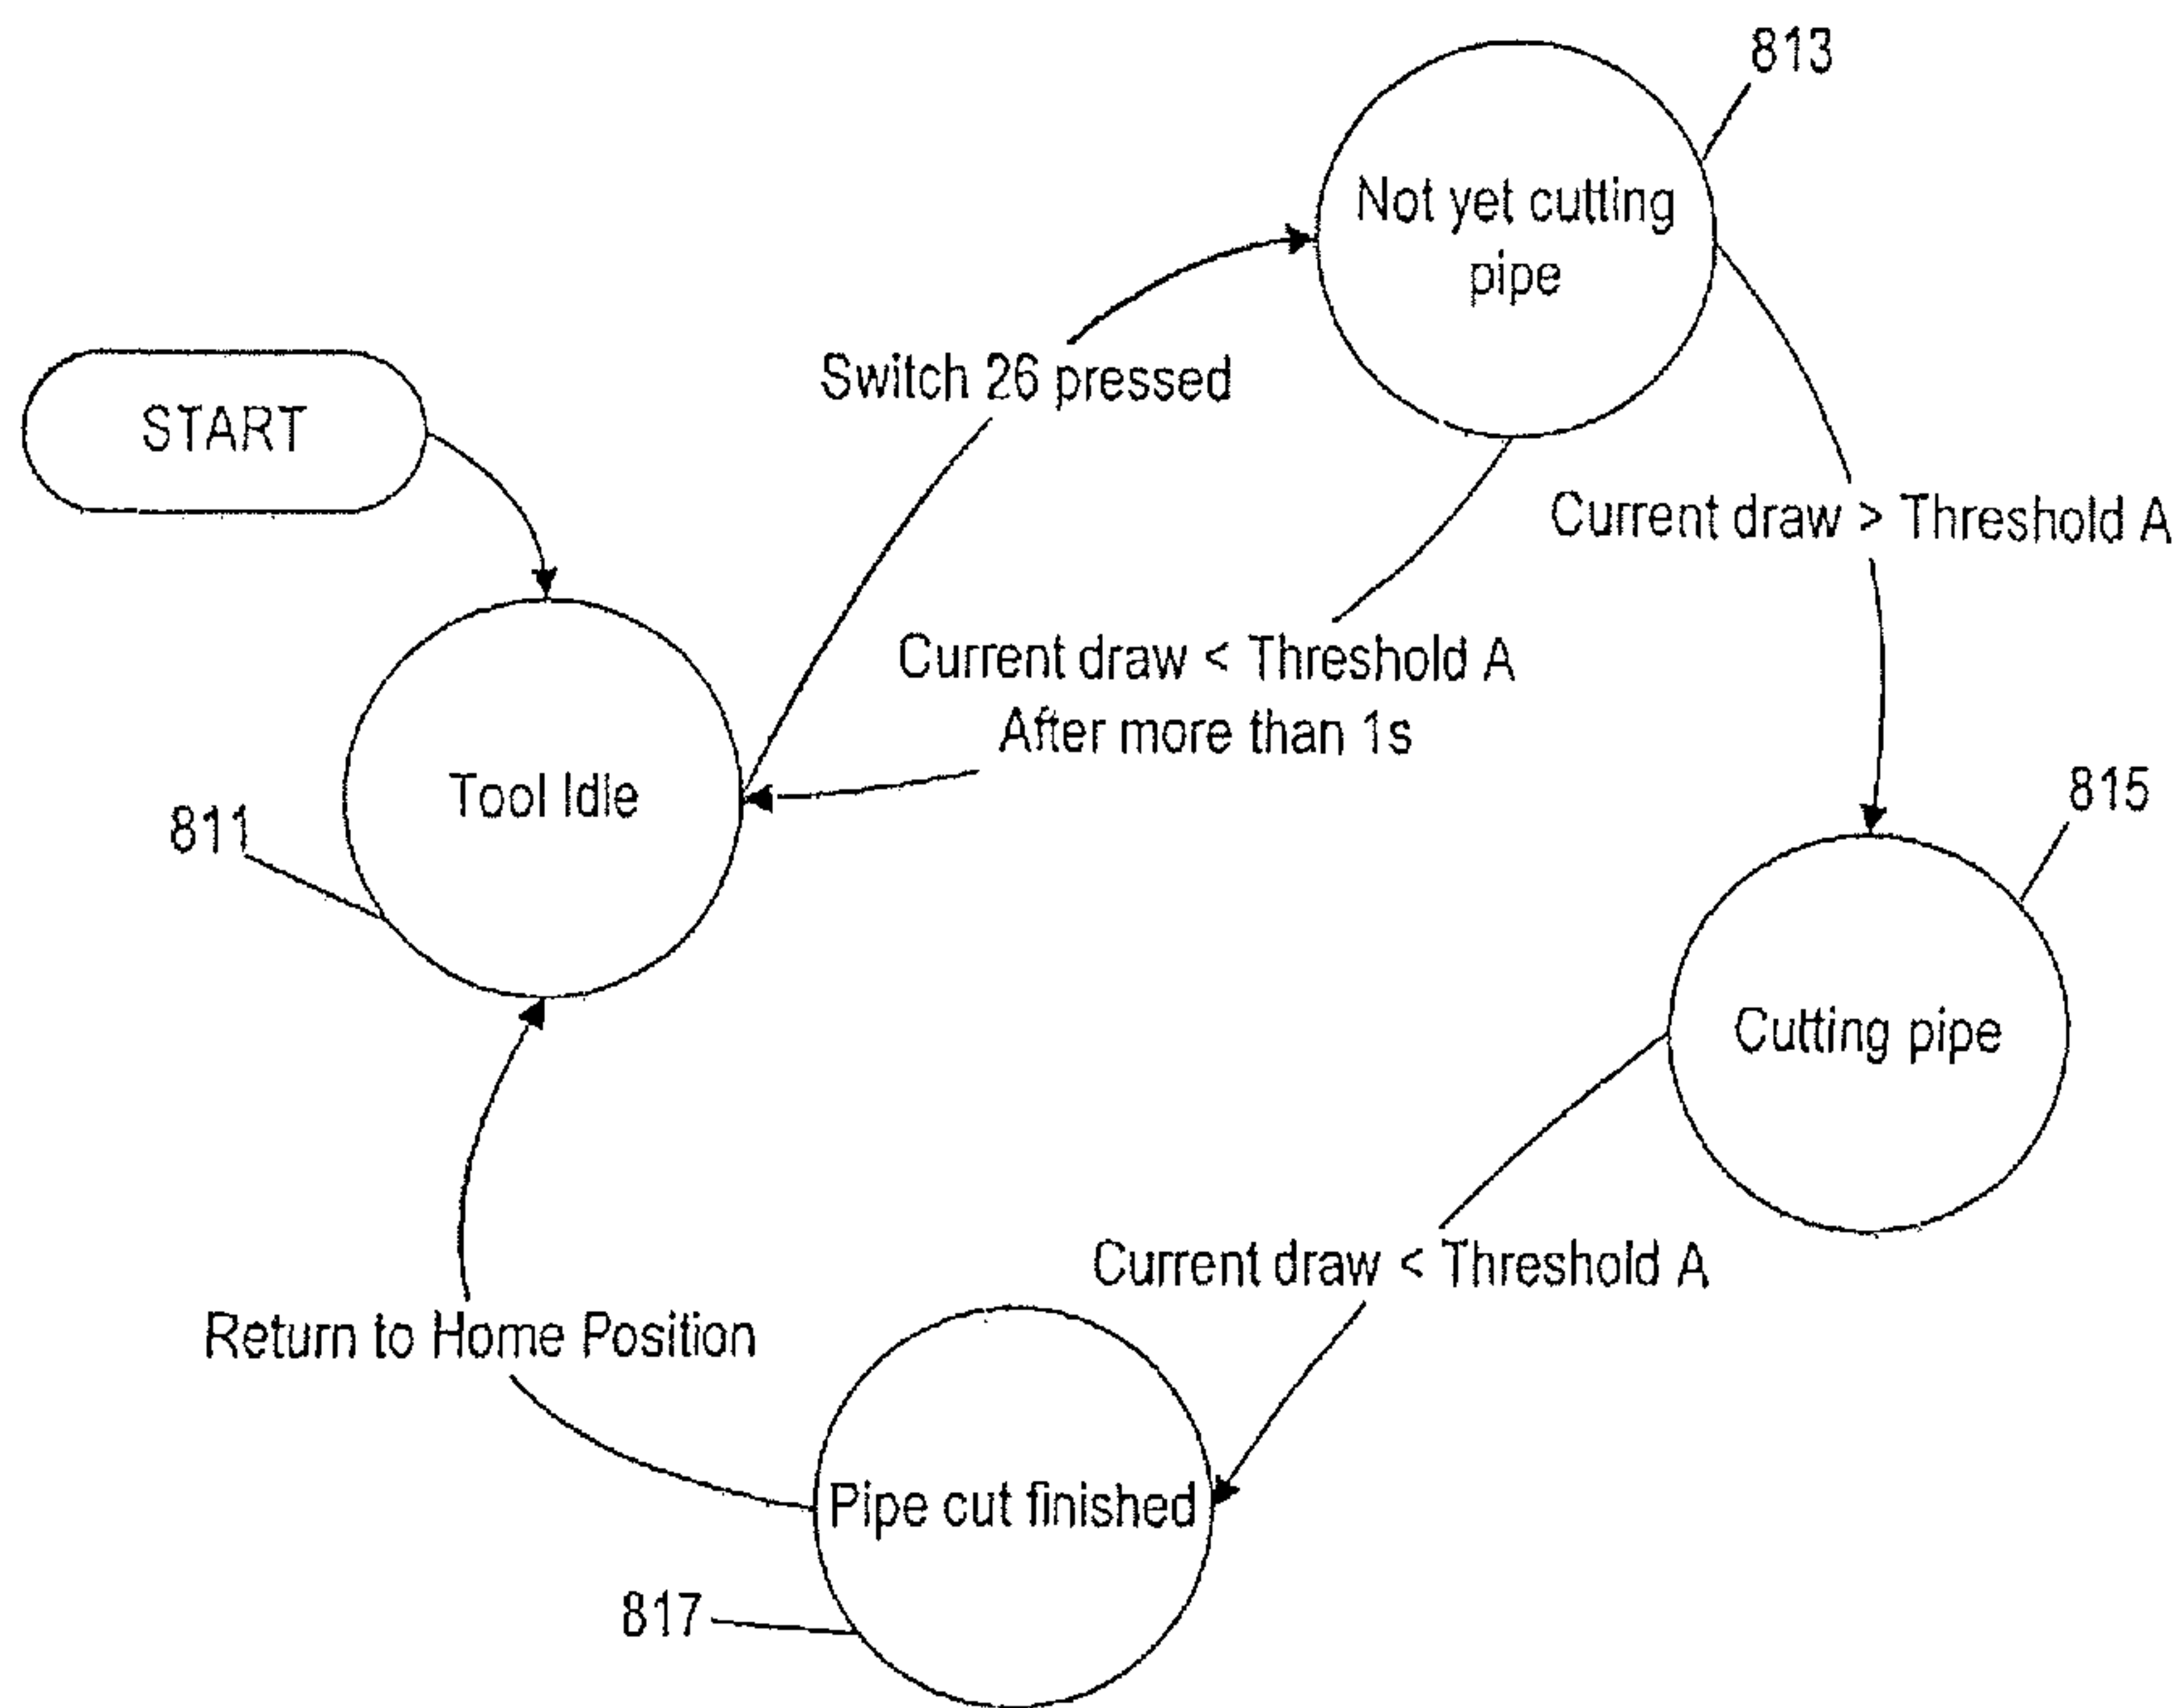 813
Not yet cutting
pipe
START
Switch 26 pressed
Current draw > Threshold A
Current draw < Threshold A
After more than 1s
Tool Idle
811
815
Cutting pipe
Current draw < Threshold A
Return to Home Position
Pipe cut finished
817